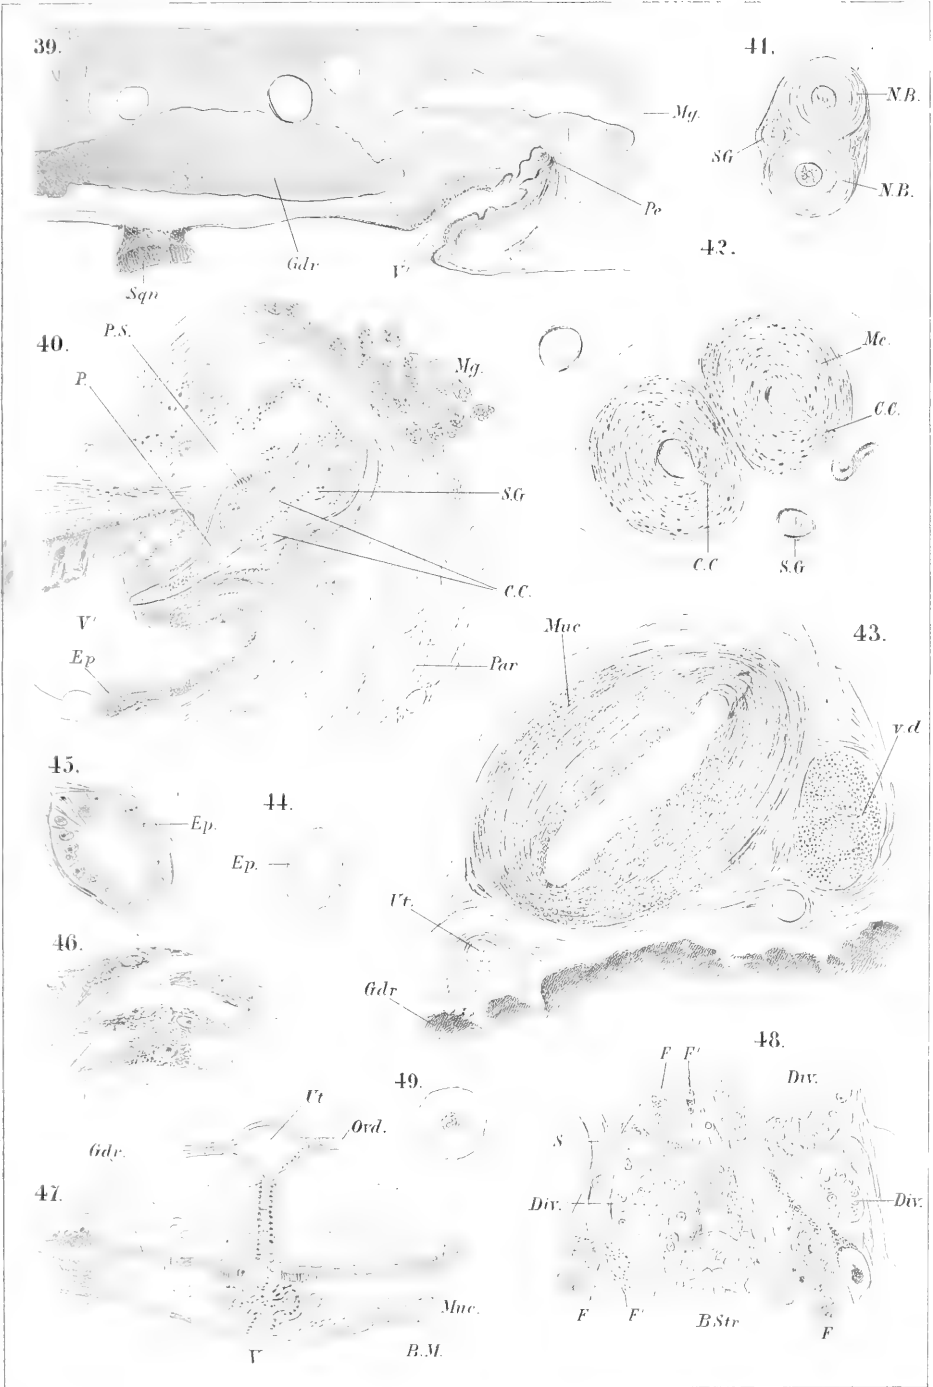 39.
41.
N.B.
Mg.
SG
N.B.
Pe
42.
Gdr
V'
Sqn
P.S.
40.
Mc.
P.
Mg.
C.C.
S.G
C.C
S.G
C.C.
V'
Muc
43.
Ep
Par
v.d
45.
44.
Ep.
Ep.
Ut.
46.
Gdr
48.
F F'
49.
Div.
Ut
Ovd.
S
Gdr.
47.
Div.
Div.
Muc.
F F'
B Str
F
V
B.M.